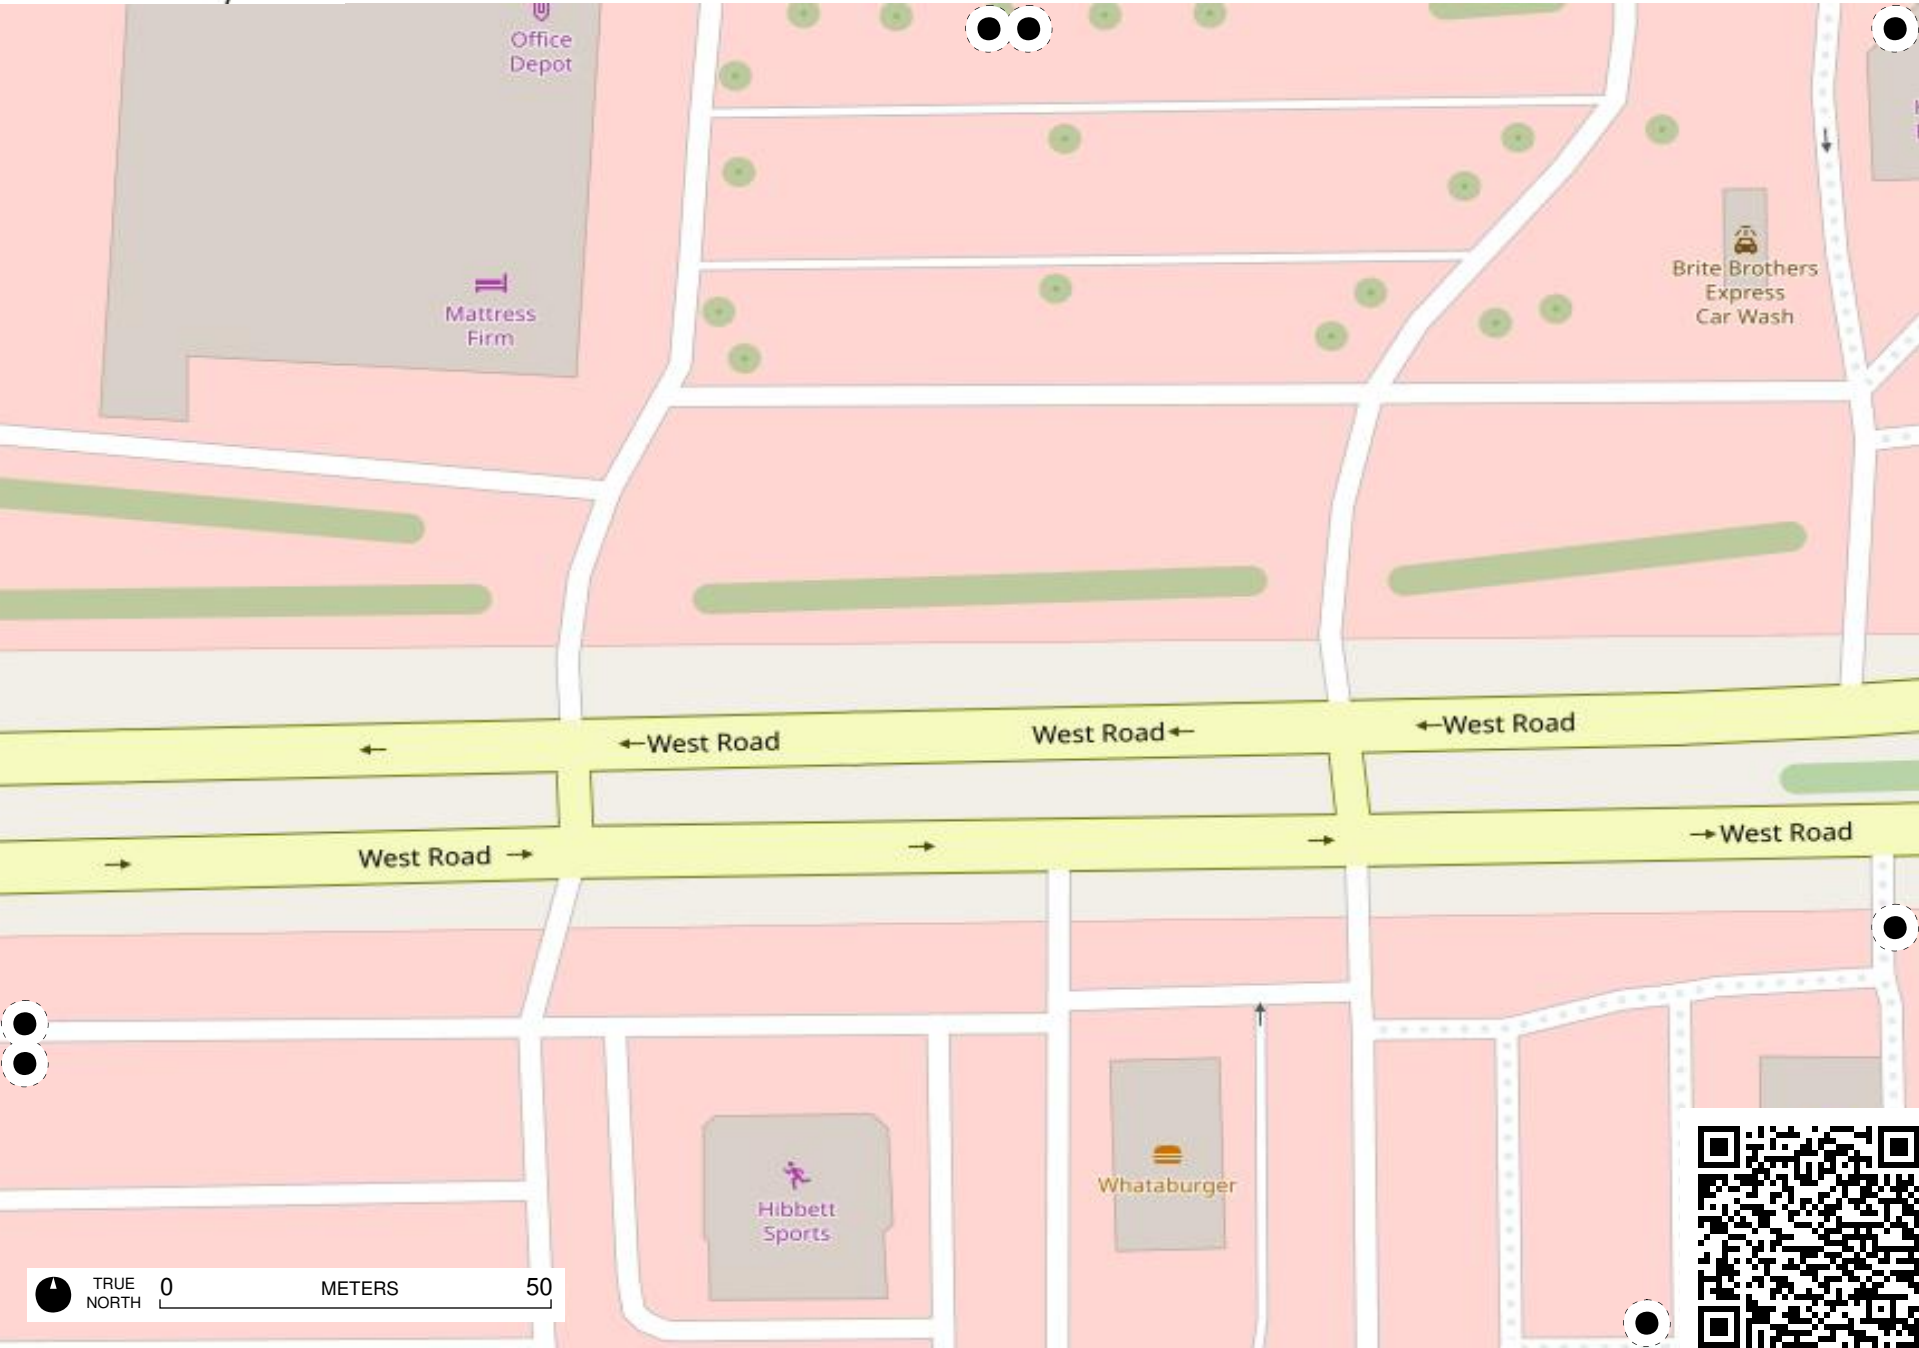 Office
Depot
Mattress
Firm
Brite Brothers
Express
Car Wash
←West Road
West Road←
←West Road
West Road →
→West Road
Whataburger
Hibbett
Sports
TRUE
NORTH
0 METERS 50